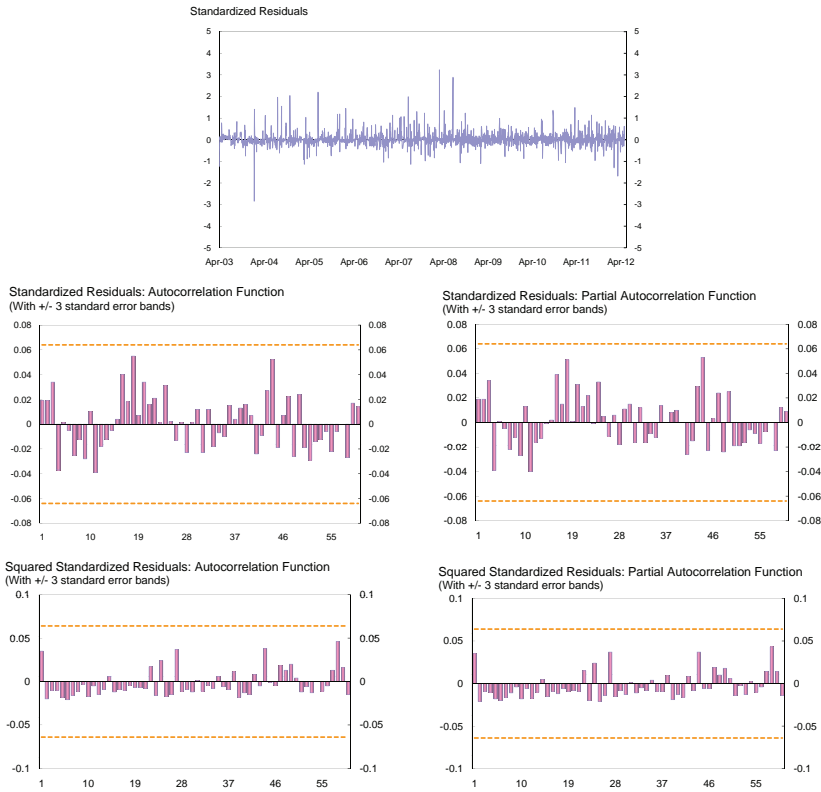 Standardized Residuals
5 5
4 4
3 3
2 2
1 1
0 0
-1 -1
-2 -2
-3 -3
-4 -4
-5 -5
Apr-03 Apr-04 Apr-05 Apr-06 Apr-07 Apr-08 Apr-09 Apr-10 Apr-11 Apr-12
Standardized Residuals: Autocorrelation Function
(With +/- 3 standard error bands)
0.08 0.08
0.06 0.06
0.04 0.04
0.02 0.02
0 0
-0.02 -0.02
-0.04 -0.04
-0.06 -0.06
-0.08 -0.08
1 10 19 28 37 46 55
Standardized Residuals: Partial Autocorrelation Function
(With +/- 3 standard error bands)
0.08 0.08
0.06 0.06
0.04 0.04
0.02 0.02
0 0
-0.02 -0.02
-0.04 -0.04
-0.06 -0.06
-0.08 -0.08
1 10 19 28 37 46 55
Squared Standardized Residuals: Autocorrelation Function
(With +/- 3 standard error bands)
0.1 0.1
0.05 0.05
0 0
-0.05 -0.05
-0.1 -0.1
1 10 19 28 37 46 55
Squared Standardized Residuals: Partial Autocorrelation Function
(With +/- 3 standard error bands)
0.1 0.1
0.05 0.05
0 0
-0.05 -0.05
-0.1 -0.1
1 10 19 28 37 46 55